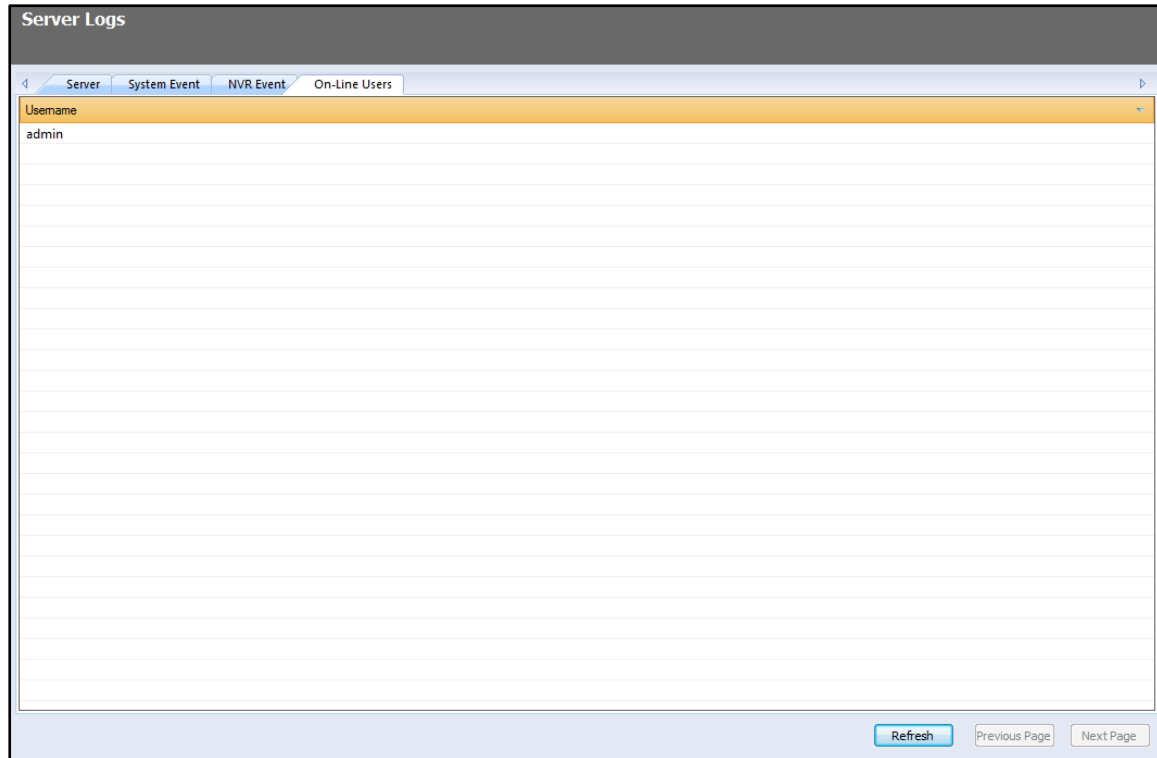 Server Logs
Server System Event NVR Event On-Line Users
Username
admin
Refresh Previous Page Next Page